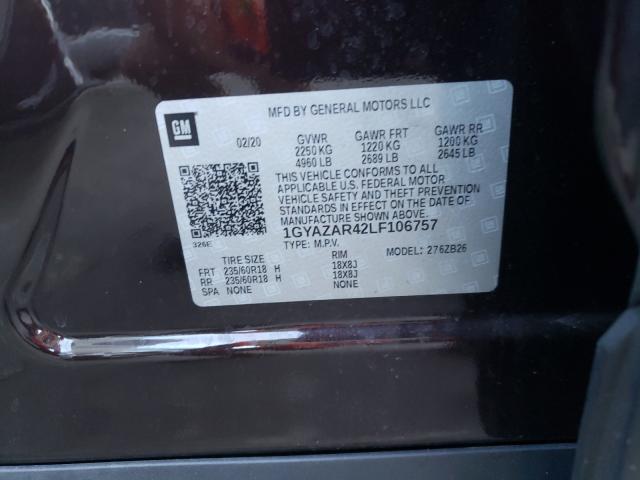 MFD BY GENERAL MOTORS LLC
GM
02/20 GVWR GAWR FRT GAWR RR
2250 KG 1220 KG 1200 KG
4960 LB 2689 LB 2645 LB
THIS VEHICLE CONFORMS TO ALL
APPLICABLE U.S. FEDERAL MOTOR
VEHICLE SAFETY AND THEFT PREVENTION
STANDARDS IN EFFECT ON THE DATE OF
MANUFACTURE SHOWN ABOVE.
1GYAZAR42LF106757
326E
TYPE: M.P.V. MODEL: 276ZB26
TIRE SIZE RIM
FRT 235/60R18 H 18X8J
RR 235/60R18 H 18X8J
SPA NONE NONE